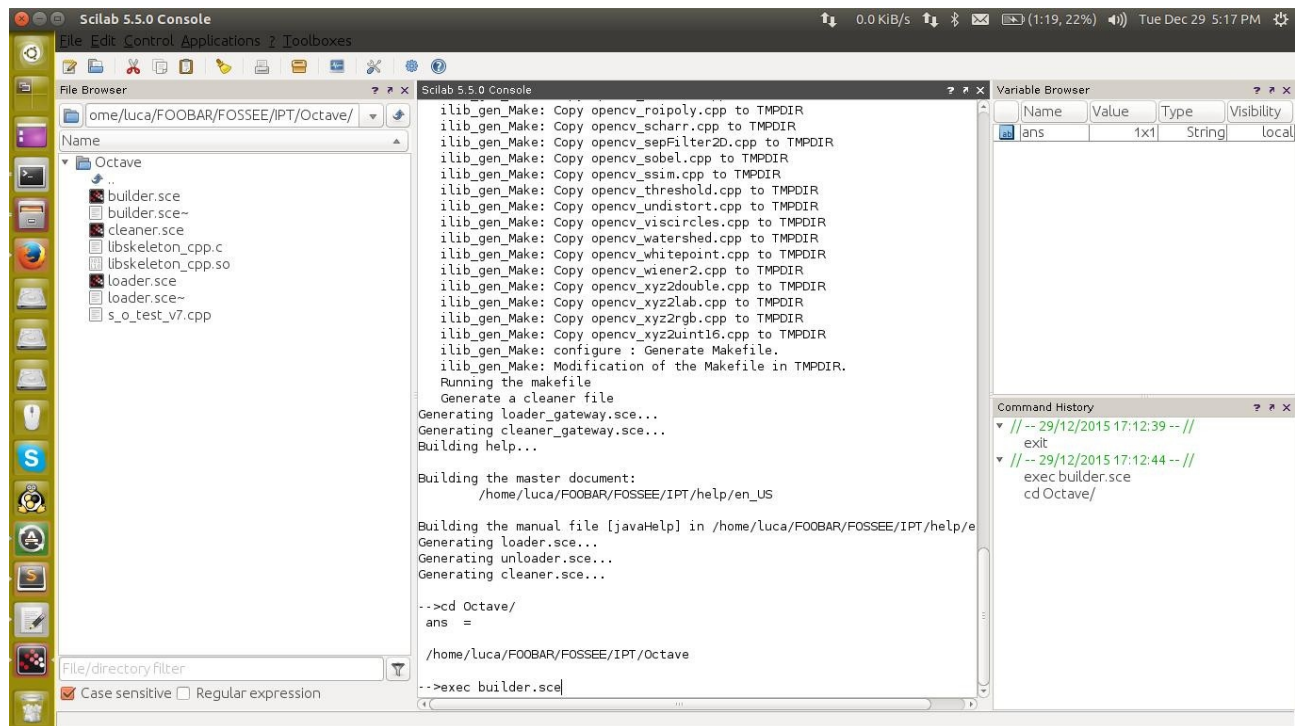 Scilab 5.5.0 Console
0.0 KiB/s
(1:19, 22%)
Tue Dec 29 5:17 PM
File Edit Control Applications ? Toolboxes
File Browser
? ↗ X
ome/luca/FOOBAR/FOSSEE/IPT/Octave/
Name
Octave
..
builder.sce
builder.sce~
cleaner.sce
libskeleton_cpp.c
libskeleton_cpp.so
loader.sce
loader.sce~
s_o_test_v7.cpp
File/directory filter
Case sensitive
Regular expression
Scilab 5.5.0 Console
? ↗ X
ilib_gen_Make: Copy opencv_roipoly.cpp to TMPDIR
ilib_gen_Make: Copy opencv_scharr.cpp to TMPDIR
ilib_gen_Make: Copy opencv_sepFilter2D.cpp to TMPDIR
ilib_gen_Make: Copy opencv_sobel.cpp to TMPDIR
ilib_gen_Make: Copy opencv_ssim.cpp to TMPDIR
ilib_gen_Make: Copy opencv_threshold.cpp to TMPDIR
ilib_gen_Make: Copy opencv_undistort.cpp to TMPDIR
ilib_gen_Make: Copy opencv_viscircles.cpp to TMPDIR
ilib_gen_Make: Copy opencv_watershed.cpp to TMPDIR
ilib_gen_Make: Copy opencv_whitepoint.cpp to TMPDIR
ilib_gen_Make: Copy opencv_wiener2.cpp to TMPDIR
ilib_gen_Make: Copy opencv_xyz2double.cpp to TMPDIR
ilib_gen_Make: Copy opencv_xyz2lab.cpp to TMPDIR
ilib_gen_Make: Copy opencv_xyz2rgb.cpp to TMPDIR
ilib_gen_Make: Copy opencv_xyz2uint16.cpp to TMPDIR
ilib_gen_Make: configure : Generate Makefile.
ilib_gen_Make: Modification of the Makefile in TMPDIR.
Running the makefile
Generate a cleaner file
Generating loader_gateway.sce...
Generating cleaner_gateway.sce...
Building help...
Building the master document:
/home/luca/FOOBAR/FOSSEE/IPT/help/en_US
Building the manual file [javaHelp] in /home/luca/FOOBAR/FOSSEE/IPT/help/e
Generating loader.sce...
Generating unloader.sce...
Generating cleaner.sce...
-->cd Octave/
ans =
/home/luca/FOOBAR/FOSSEE/IPT/Octave
-->exec builder.sce
Variable Browser
? ↗ X
Name Value Type Visibility
ans 1x1 String local
Command History
? ↗ X
// -- 29/12/2015 17:12:39 -- //
exit
// -- 29/12/2015 17:12:44 -- //
exec builder.sce
cd Octave/